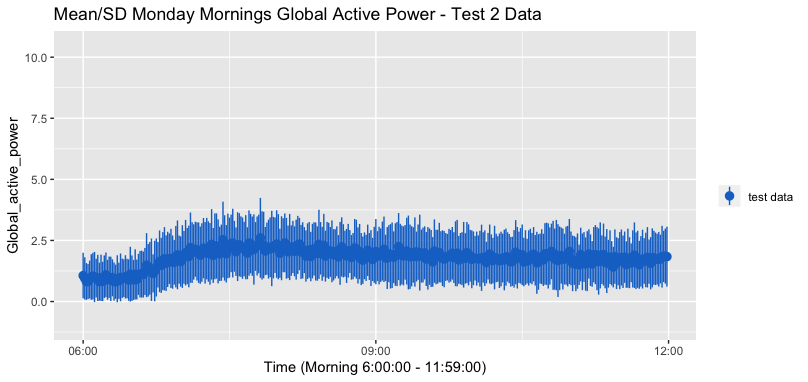 Mean/SD Monday Mornings Global Active Power - Test 2 Data
10.0
7.5
5.0
2.5
0.0
Global_active_power
06:00
09:00
12:00
Time (Morning 6:00:00 - 11:59:00)
test data